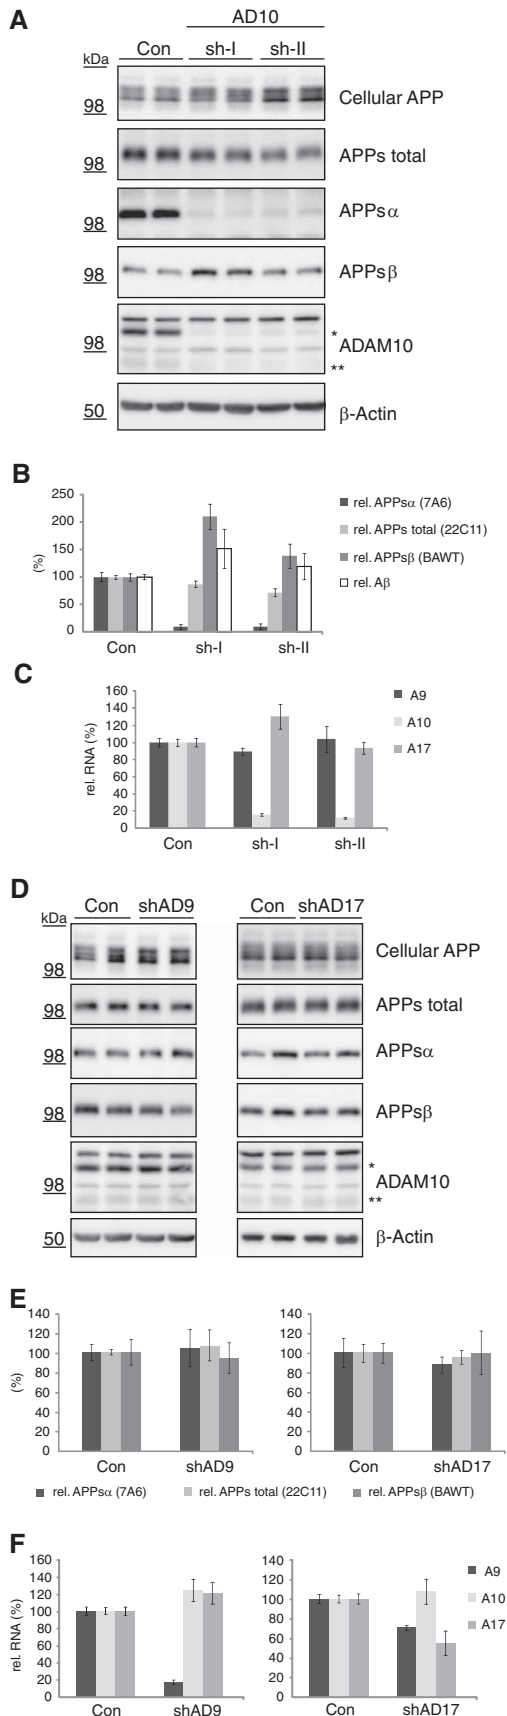 A
AD10
kDa Con sh-I sh-II
98 Cellular APP
98 APPs total
98 APPsα
98 APPsβ
*
98 ADAM10
**
50 β-Actin
B
250
200
150
100
50
0
(%)
Con sh-I sh-II
rel. APPsα (7A6)
rel. APPs total (22C11)
rel. APPsβ (BAWT)
rel. Aβ
C
160
140
120
100
80
60
40
20
0
rel. RNA (%)
Con sh-I sh-II
A9
A10
A17
D
kDa Con shAD9 Con shAD17
98 Cellular APP
98 APPs total
98 APPsα
98 APPsβ
*
98 ADAM10
**
50 β-Actin
E
140 140
120 120
100 100
80 80
60 60
40 40
20 20
0 0
(%)
Con shAD9 Con shAD17
rel. APPsα (7A6) rel. APPs total (22C11) rel. APPsβ (BAWT)
F
160 140
140 120
120 100
100 80
80 60
60 40
40 20
20 0
0
rel. RNA (%)
Con shAD9 Con shAD17
A9
A10
A17